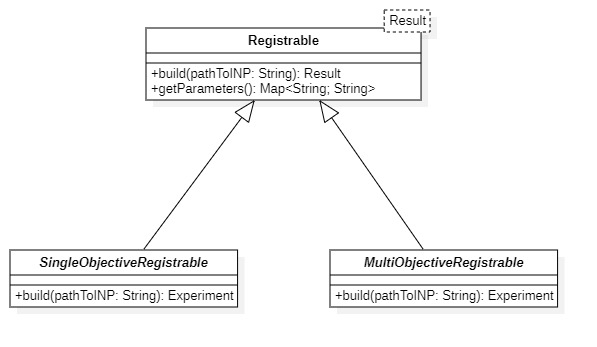 Result
Registrable
+build(pathToINP: String): Result
+getParameters(): Map<String; String>
SingleObjectiveRegistrable
+build(pathToINP: String): Experiment
MultiObjectiveRegistrable
+build(pathToINP: String): Experiment